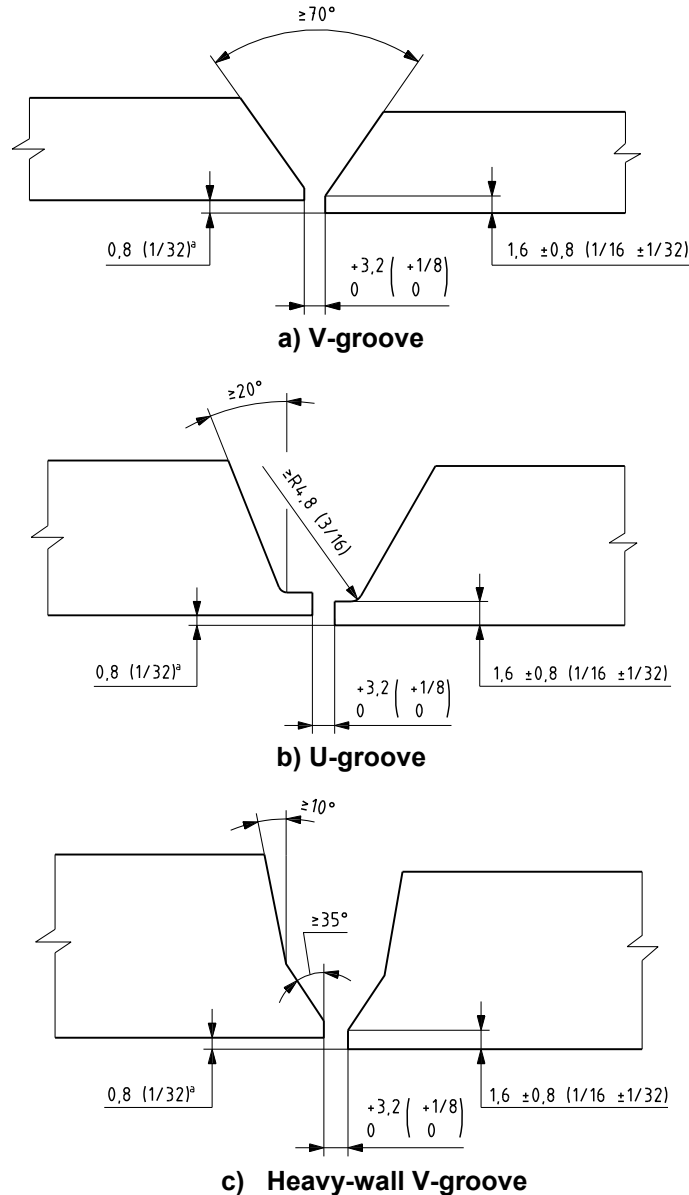 ≥70°
0,8 (1/32)ᵃ
+3,2 ( +1/8 )
0 ( 0 )
1,6 ±0,8 (1/16 ±1/32)
a) V-groove
≥20°
≥R4,8 (3/16)
0,8 (1/32)ᵃ
+3,2 ( +1/8 )
0 ( 0 )
1,6 ±0,8 (1/16 ±1/32)
b) U-groove
≥10°
≥35°
0,8 (1/32)ᵃ
+3,2 ( +1/8 )
0 ( 0 )
1,6 ±0,8 (1/16 ±1/32)
c) Heavy-wall V-groove